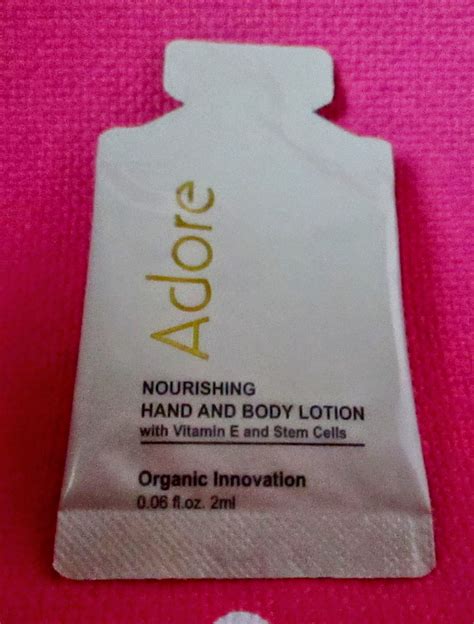 Adore
NOURISHING
HAND AND BODY LOTION
with Vitamin E and Stem Cells
Organic Innovation
0.06 fl.oz. 2ml